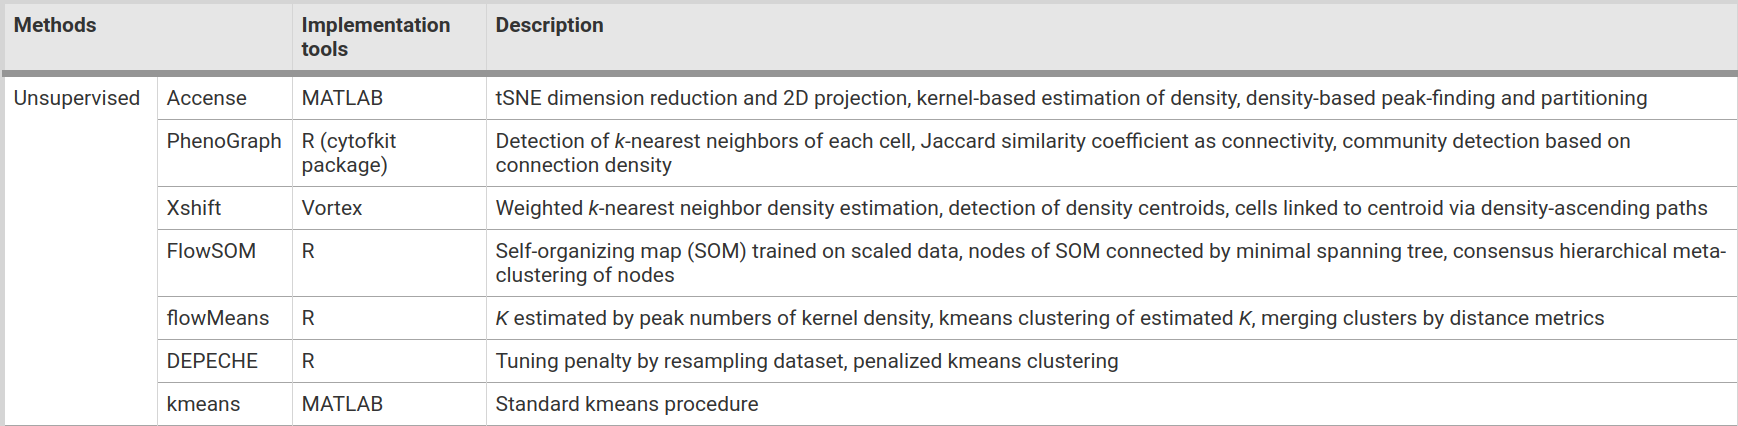 Methods
Implementation
tools
Description
Unsupervised
Accense
MATLAB
tSNE dimension reduction and 2D projection, kernel-based estimation of density, density-based peak-finding and partitioning
PhenoGraph
R (cytofkit
package)
Detection of k-nearest neighbors of each cell, Jaccard similarity coefficient as connectivity, community detection based on
connection density
Xshift
Vortex
Weighted k-nearest neighbor density estimation, detection of density centroids, cells linked to centroid via density-ascending paths
FlowSOM
R
Self-organizing map (SOM) trained on scaled data, nodes of SOM connected by minimal spanning tree, consensus hierarchical meta-
clustering of nodes
flowMeans
R
K estimated by peak numbers of kernel density, kmeans clustering of estimated K, merging clusters by distance metrics
DEPECHE
R
Tuning penalty by resampling dataset, penalized kmeans clustering
kmeans
MATLAB
Standard kmeans procedure